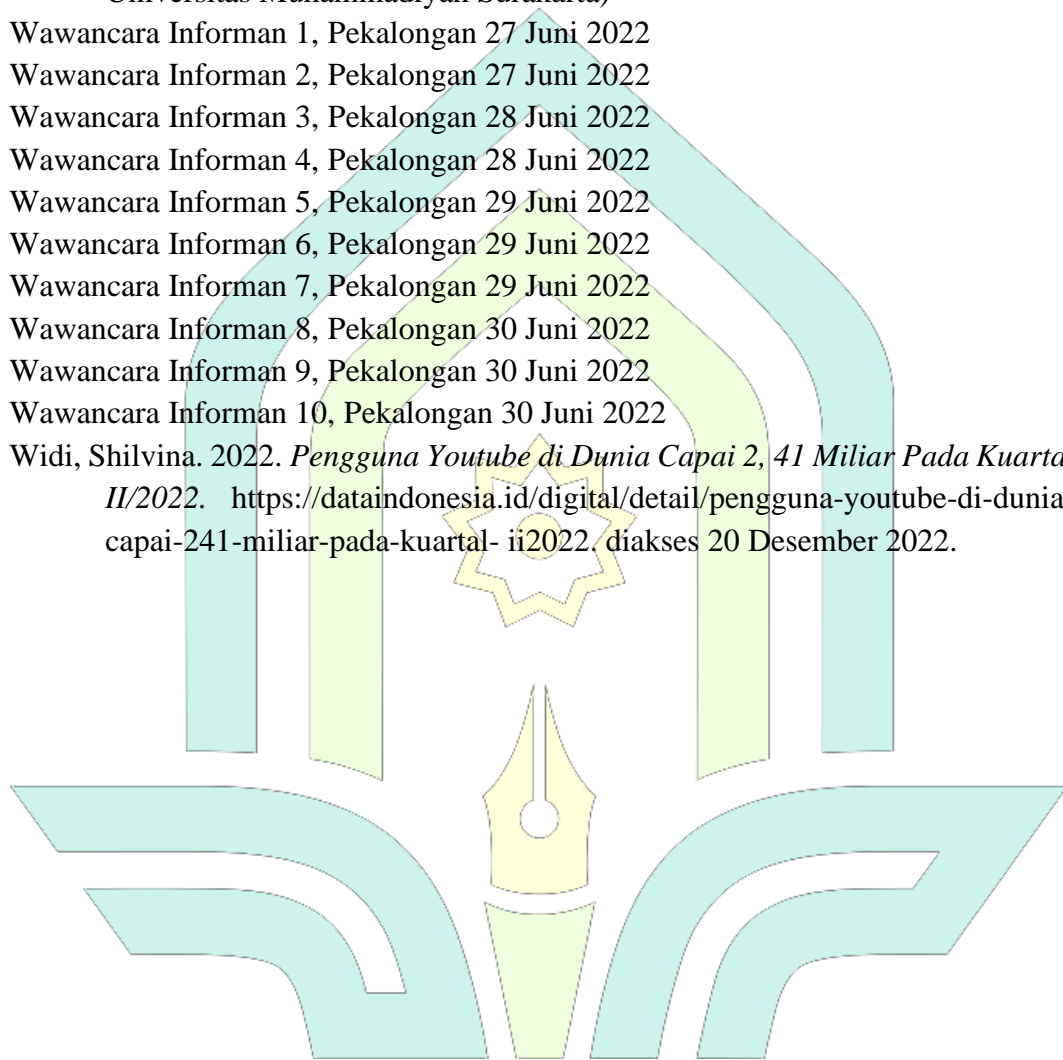 Universitas Muhammadiyah Surakarta)
Wawancara Informan 1, Pekalongan 27 Juni 2022
Wawancara Informan 2, Pekalongan 27 Juni 2022
Wawancara Informan 3, Pekalongan 28 Juni 2022
Wawancara Informan 4, Pekalongan 28 Juni 2022
Wawancara Informan 5, Pekalongan 29 Juni 2022
Wawancara Informan 6, Pekalongan 29 Juni 2022
Wawancara Informan 7, Pekalongan 29 Juni 2022
Wawancara Informan 8, Pekalongan 30 Juni 2022
Wawancara Informan 9, Pekalongan 30 Juni 2022
Wawancara Informan 10, Pekalongan 30 Juni 2022
Widi, Shilvina. 2022. Pengguna Youtube di Dunia Capai 2, 41 Miliar Pada Kuarta
II/2022. https://dataindonesia.id/digital/detail/pengguna-youtube-di-dunia
capai-241-miliar-pada-kuartal- ii2022. diakses 20 Desember 2022.